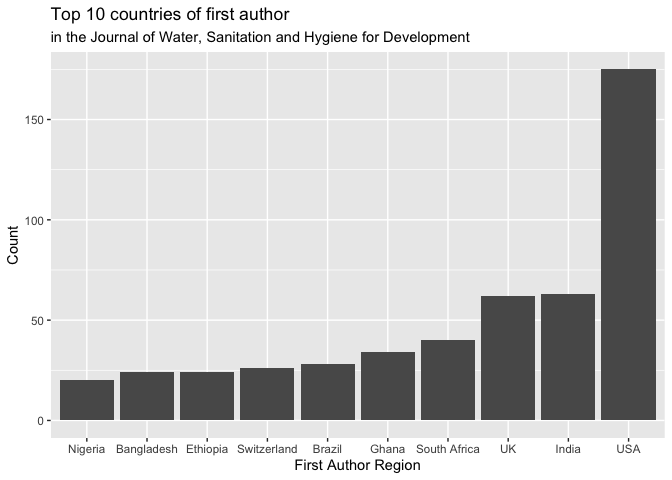 Top 10 countries of first author
in the Journal of Water, Sanitation and Hygiene for Development
150
100
50
0
Count
Nigeria Bangladesh Ethiopia Switzerland Brazil Ghana South Africa UK India USA
First Author Region